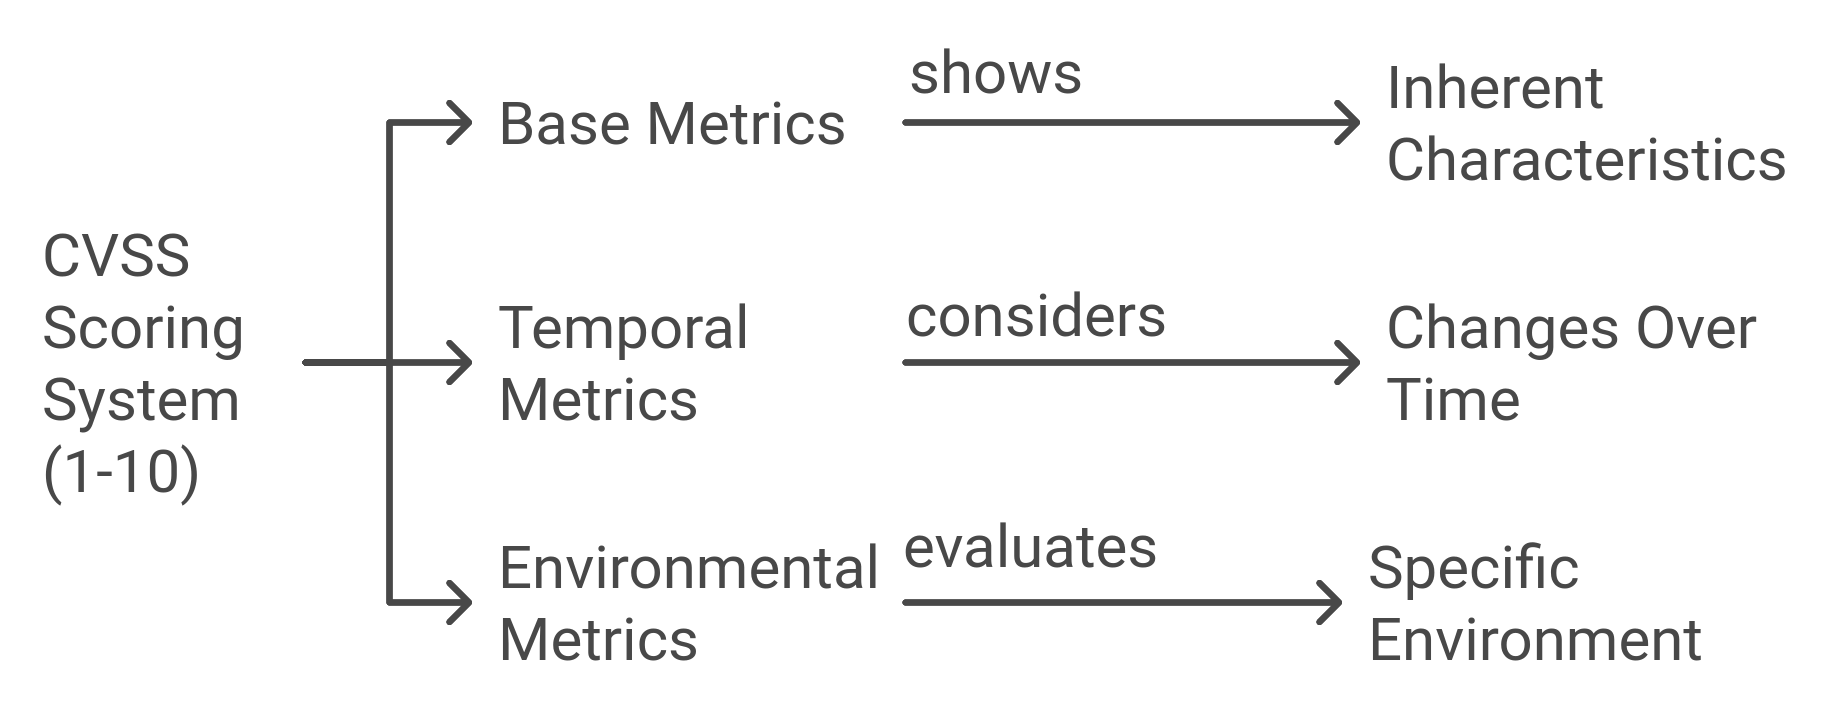 CVSS
Scoring
System
(1-10)
Base Metrics
shows
Inherent
Characteristics
Temporal
Metrics
considers
Changes Over
Time
Environmental
Metrics
evaluates
Specific
Environment